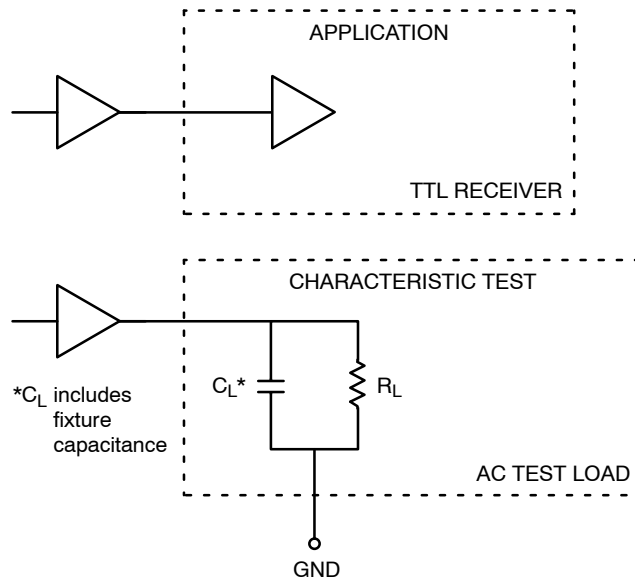 APPLICATION
TTL RECEIVER
CHARACTERISTIC TEST
*CL includes
fixture
capacitance
CL*
RL
AC TEST LOAD
GND